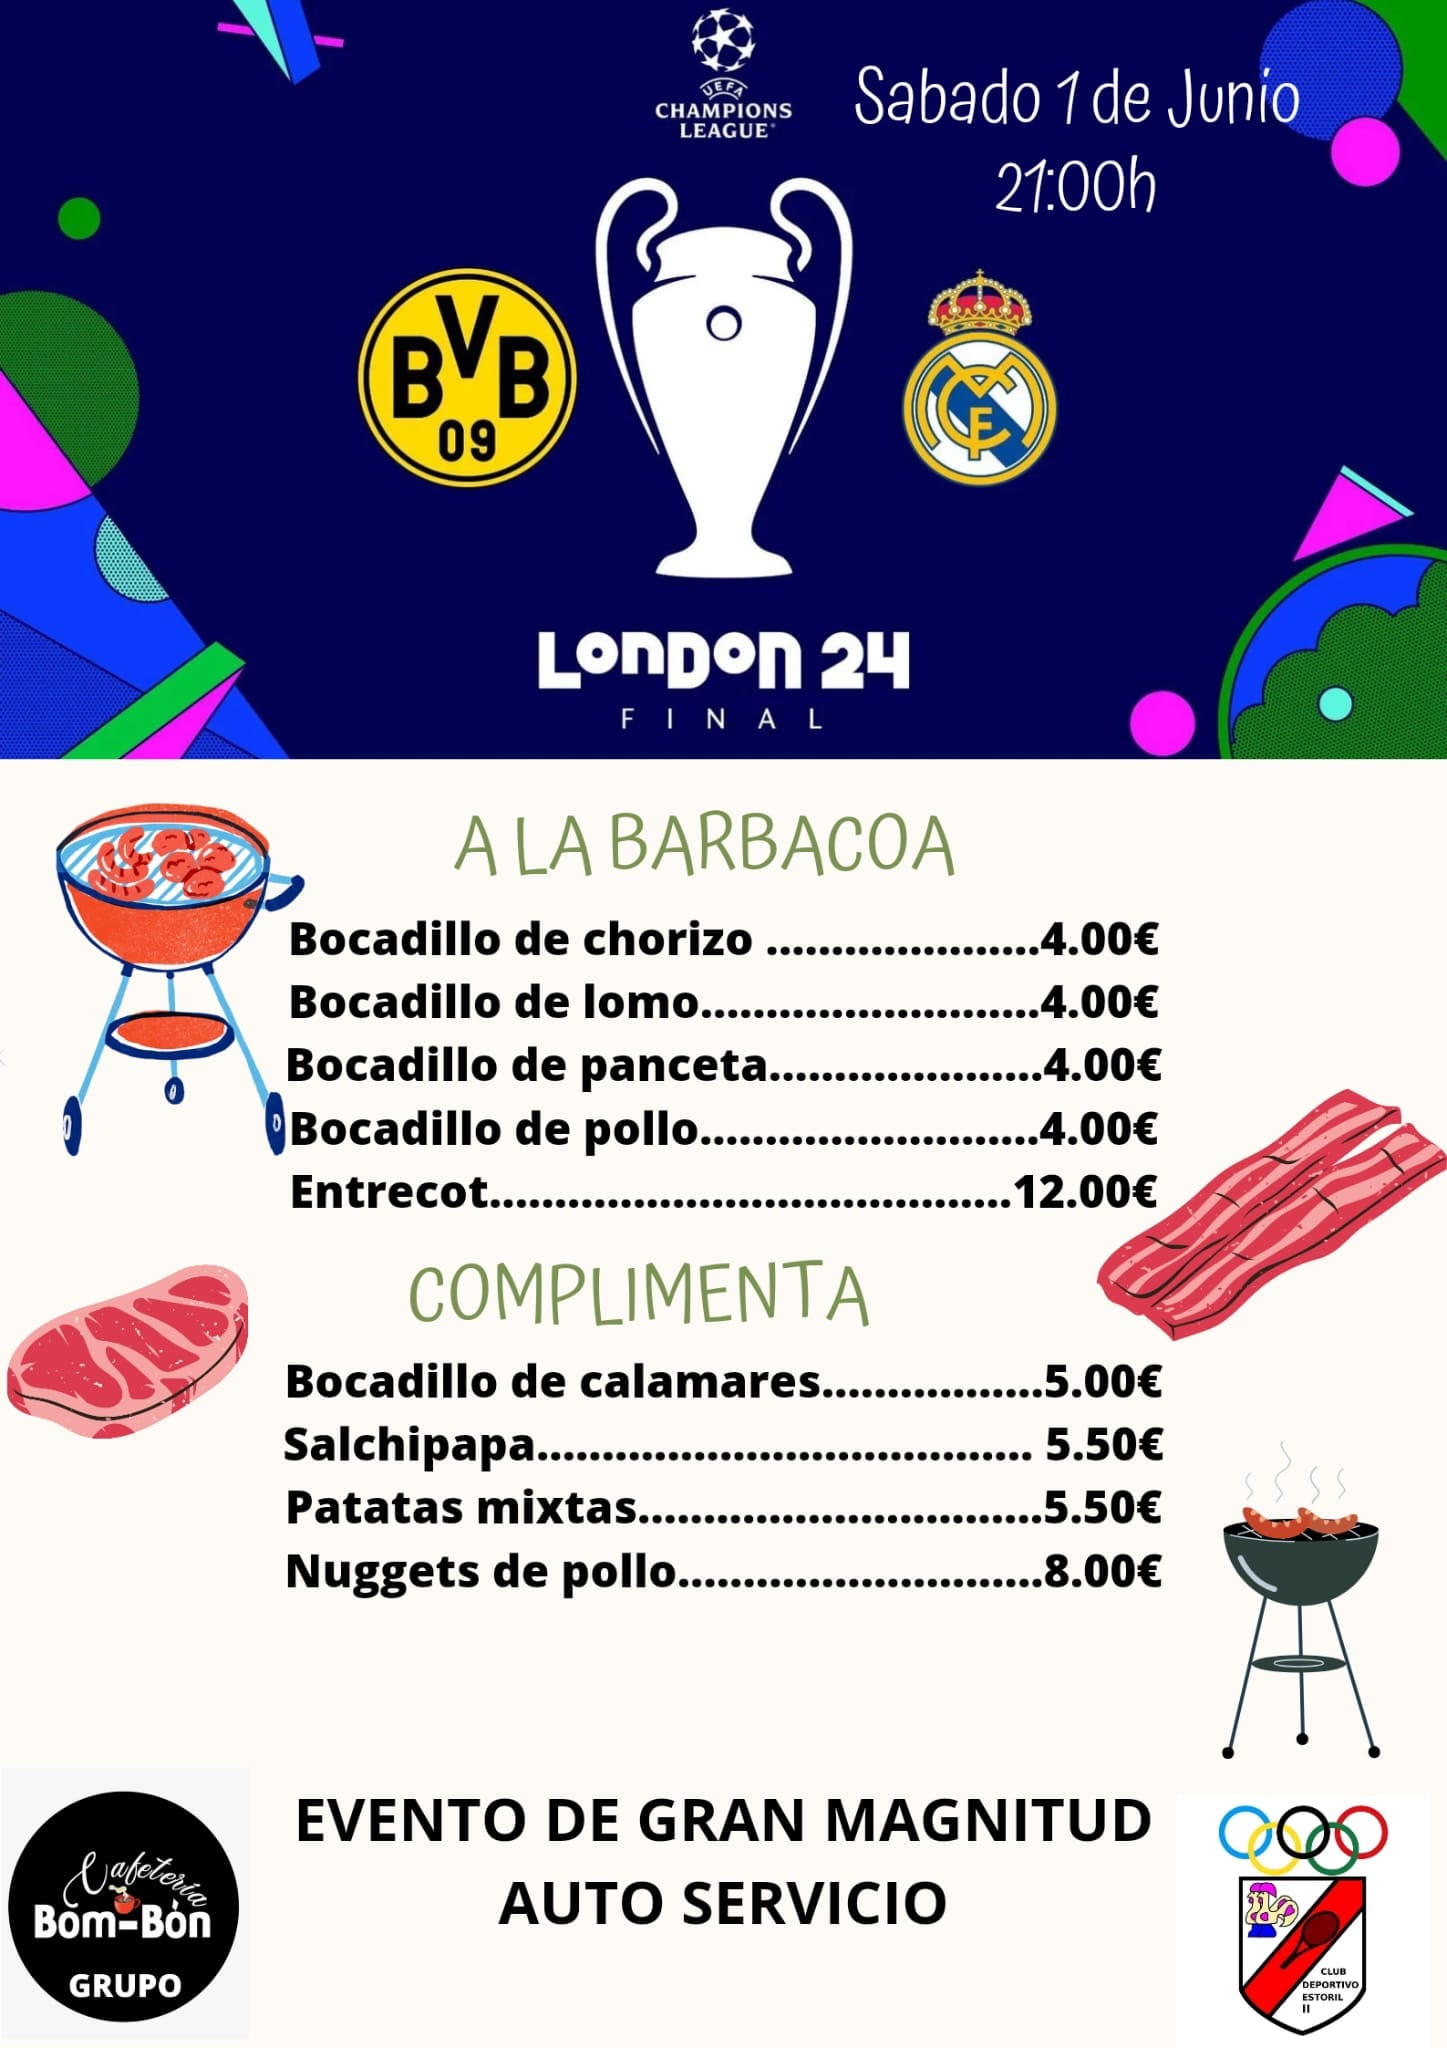 UEFA
CHAMPIONS
LEAGUE
Sabado 1 de Junio
21:00h
BVB
09
LONDON 24
FINAL
A LA BARBACOA
Bocadillo de chorizo .....................4.00€
Bocadillo de lomo..........................4.00€
Bocadillo de panceta.....................4.00€
Bocadillo de pollo..........................4.00€
Entrecot........................................12.00€
COMPLIMENTA
Bocadillo de calamares.................5.00€
Salchipapa...................................... 5.50€
Patatas mixtas...............................5.50€
Nuggets de pollo............................8.00€
EVENTO DE GRAN MAGNITUD
AUTO SERVICIO
Cafeteria
Bom-Bòn
GRUPO
CLUB
DEPORTIVO
ESTORIL
II